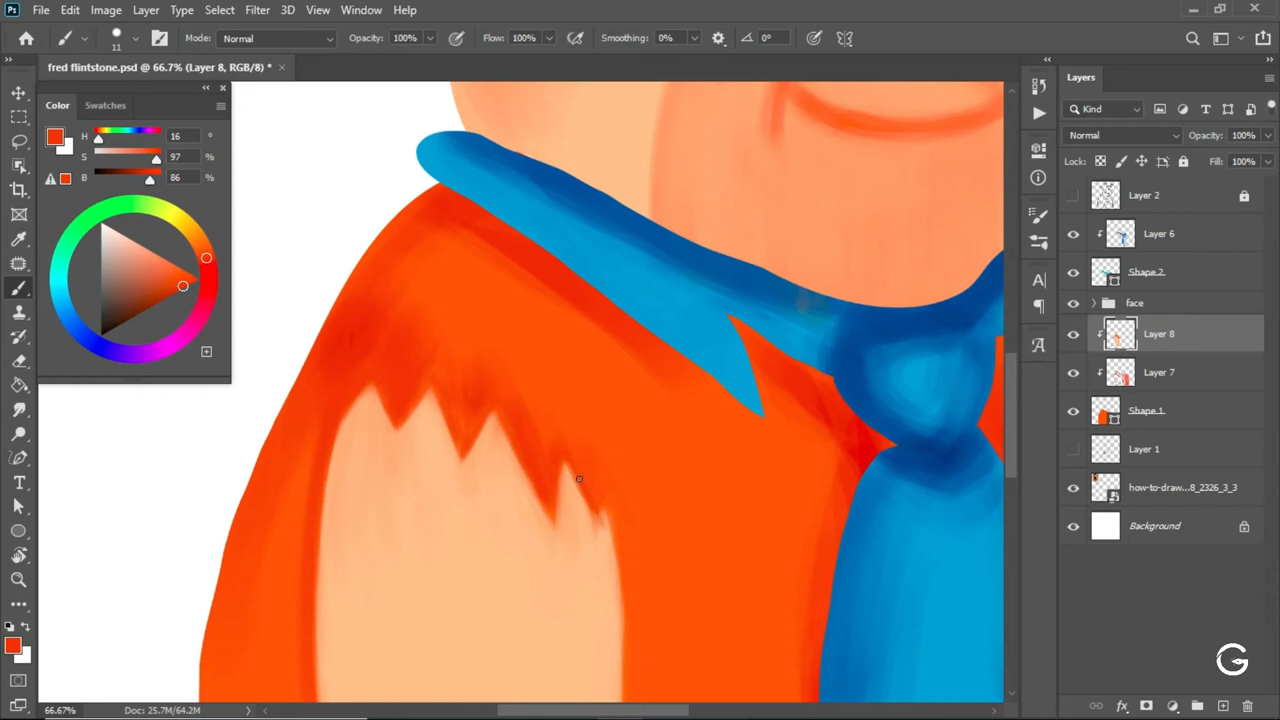 Ps File Edit Image Layer Type Select Filter 3D View Window Help
11 Mode: Normal Opacity: 100% Flow: 100% Smoothing: 0% 0°
fred flintstone.psd @ 66.7% (Layer 8, RGB/8) *
Color Swatches
H 16 °
S 97 %
B 86 %
Layers
Kind
Normal Opacity: 100%
Lock: Fill: 100%
Layer 2
Layer 6
Shape 2
face
Layer 8
Layer 7
Shape 1
Layer 1
how-to-draw...8_2326_3_3
Background
66.67% Doc: 25.7M/64.2M